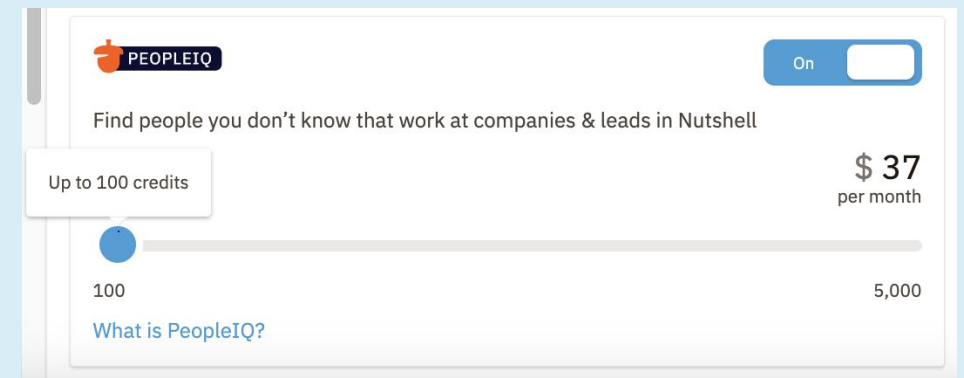 PEOPLEIQ
On
Find people you don’t know that work at companies & leads in Nutshell
Up to 100 credits
$ 37
per month
100
5,000
What is PeopleIQ?